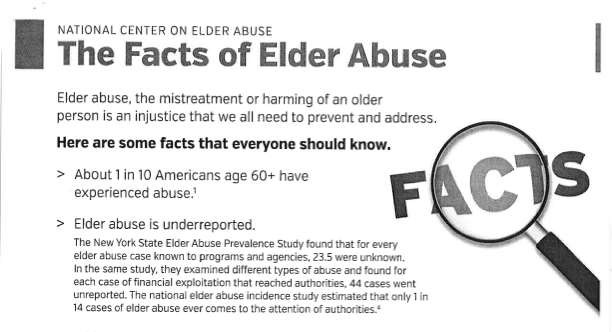 NATIONAL CENTER ON ELDER ABUSE
The Facts of Elder Abuse
Elder abuse, the mistreatment or harming of an older
person is an injustice that we all need to prevent and address.
Here are some facts that everyone should know.
> About 1 in 10 Americans age 60+ have
experienced abuse.¹
FACTS
> Elder abuse is underreported.
The New York State Elder Abuse Prevalence Study found that for every
elder abuse case known to programs and agencies, 23.5 were unknown.
In the same study, they examined different types of abuse and found for
each case of financial exploitation that reached authorities, 44 cases went
unreported. The national elder abuse incidence study estimated that only 1 in
14 cases of elder abuse ever comes to the attention of authorities.⁴